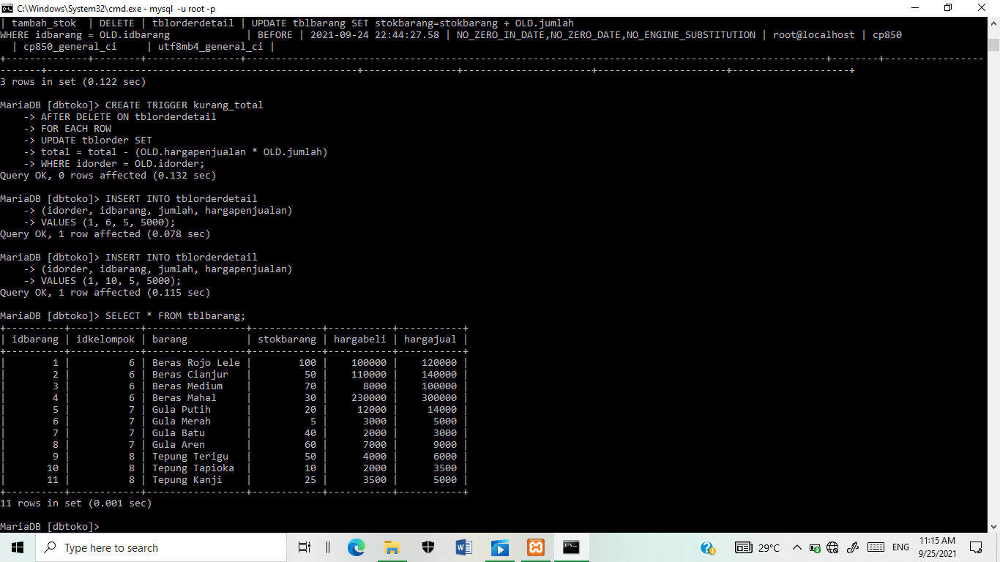 C:\Windows\System32\cmd.exe - mysql -u root -p
| tambah_stok  | DELETE | tblorderdetail | UPDATE tblbarang SET stokbarang=stokbarang + OLD.jumlah
WHERE idbarang = OLD.idbarang             | BEFORE | 2021-09-24 22:44:27.58 | NO_ZERO_IN_DATE,NO_ZERO_DATE,NO_ENGINE_SUBSTITUTION | root@localhost | cp850
  | cp850_general_ci     | utf8mb4_general_ci |
3 rows in set (0.122 sec)
MariaDB [dbtoko]> CREATE TRIGGER kurang_total
    -> AFTER DELETE ON tblorderdetail
    -> FOR EACH ROW
    -> UPDATE tblorder SET
    -> total = total - (OLD.hargapenjualan * OLD.jumlah)
    -> WHERE idorder = OLD.idorder;
Query OK, 0 rows affected (0.132 sec)
MariaDB [dbtoko]> INSERT INTO tblorderdetail
    -> (idorder, idbarang, jumlah, hargapenjualan)
    -> VALUES (1, 6, 5, 5000);
Query OK, 1 row affected (0.078 sec)
MariaDB [dbtoko]> INSERT INTO tblorderdetail
    -> (idorder, idbarang, jumlah, hargapenjualan)
    -> VALUES (1, 10, 5, 5000);
Query OK, 1 row affected (0.115 sec)
MariaDB [dbtoko]> SELECT * FROM tblbarang;
| idbarang | idkelompok | barang          | stokbarang | hargabeli | hargajual |
|        1 |          6 | Beras Rojo Lele |        100 |    100000 |    120000 |
|        2 |          6 | Beras Cianjur   |         50 |    110000 |    140000 |
|        3 |          6 | Beras Medium    |         70 |      8000 |    100000 |
|        4 |          6 | Beras Mahal     |         30 |    230000 |    300000 |
|        5 |          7 | Gula Putih      |         20 |     12000 |     14000 |
|        6 |          7 | Gula Merah      |          5 |      3000 |      5000 |
|        7 |          7 | Gula Batu       |         40 |      2000 |      3000 |
|        8 |          7 | Gula Aren       |         60 |      7000 |      9000 |
|        9 |          8 | Tepung Terigu   |         50 |      4000 |      6000 |
|       10 |          8 | Tepung Tapioka  |         10 |      2000 |      3500 |
|       11 |          8 | Tepung Kanji    |         25 |      3500 |      5000 |
11 rows in set (0.001 sec)
MariaDB [dbtoko]>
Type here to search
29°C
ENG
11:15 AM
9/25/2021